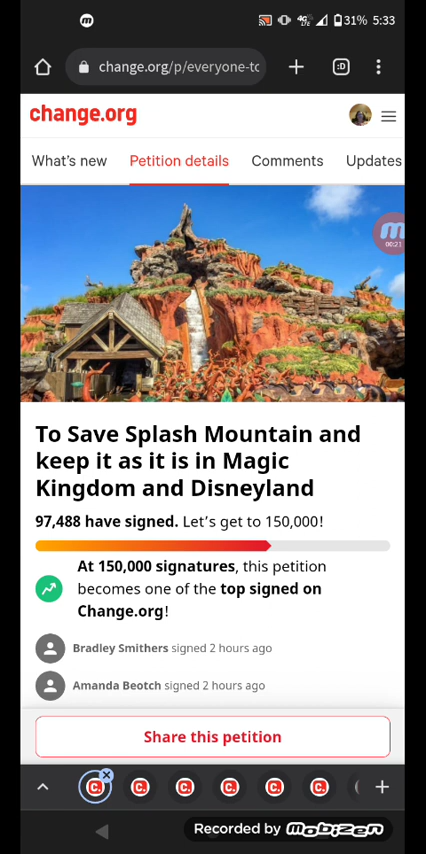 31% 5:33
change.org/p/everyone-to
:D
change.org
What's new Petition details Comments Updates
00:21
To Save Splash Mountain and
keep it as it is in Magic
Kingdom and Disneyland
97,488 have signed. Let's get to 150,000!
At 150,000 signatures, this petition
becomes one of the top signed on
Change.org!
Bradley Smithers signed 2 hours ago
Amanda Beotch signed 2 hours ago
Share this petition
C. C. C. C. C. C.
Recorded by mobizen